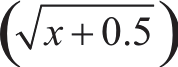 (√x + 0.5)